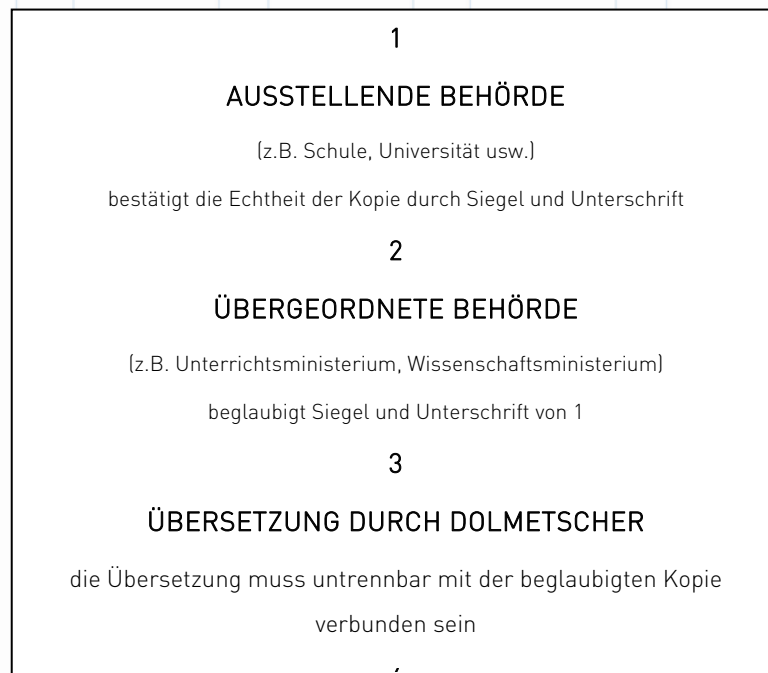 1
AUSSTELLENDE BEHÖRDE
(z.B. Schule, Universität usw.)
bestätigt die Echtheit der Kopie durch Siegel und Unterschrift
2
ÜBERGEORDNETE BEHÖRDE
(z.B. Unterrichtsministerium, Wissenschaftsministerium)
beglaubigt Siegel und Unterschrift von 1
3
ÜBERSETZUNG DURCH DOLMETSCHER
die Übersetzung muss untrennbar mit der beglaubigten Kopie
verbunden sein